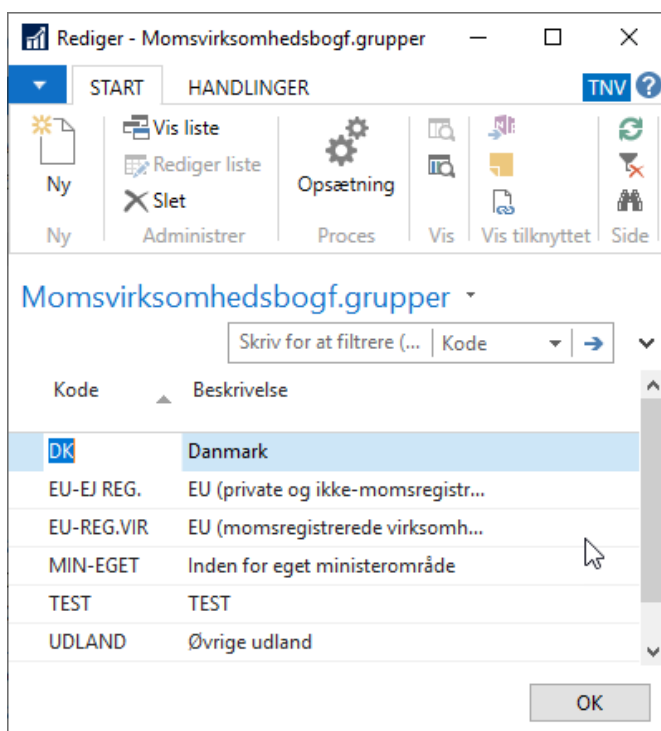 Rediger - Momsvirksomhedsbogf.grupper
START HANDLINGER TNV ?
Ny
Vis liste
Rediger liste
Slet
Opsætning
Ny Administrer Proces Vis Vis tilknyttet Side
Momsvirksomhedsbogf.grupper
Skriv for at filtrere (... Kode
Kode Beskrivelse
DK Danmark
EU-EJ REG. EU (private og ikke-momsregistr...
EU-REG.VIR EU (momsregistrerede virksomh...
MIN-EGET Inden for eget ministerområde
TEST TEST
UDLAND Øvrige udland
OK